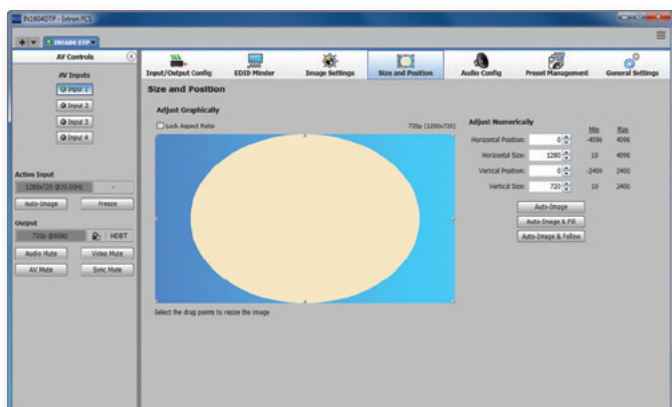 IN1604DTP - Extron PCS
IN1604 DTP
AV Controls
AV Inputs
Input 1
Input 2
Input 3
Input 4
Active Input
1280x720 @30.00Hz -
Auto-Image Freeze
Output
720p @60Hz HDBT
Audio Mute Video Mute
AV Mute Sync Mute
Input/Output Config EDID Minder Image Settings Size and Position Audio Config Preset Management General Settings
Size and Position
Adjust Graphically
Lock Aspect Ratio 720p (1280x720)
Select the drag points to resize the image
Adjust Numerically
Min Max
Horizontal Position: 0 -4096 4096
Horizontal Size: 1280 10 4096
Vertical Position: 0 -2400 2400
Vertical Size: 720 10 2400
Auto-Image
Auto-Image & Fill
Auto-Image & Follow